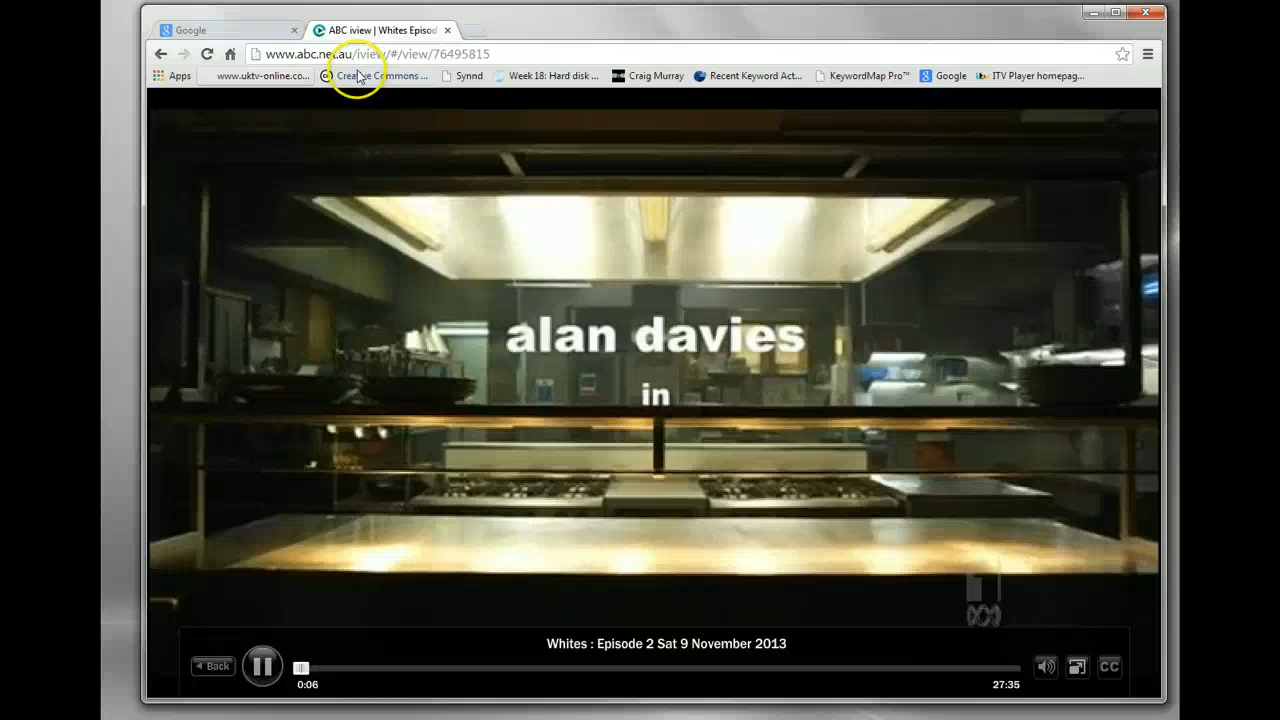 Google
ABC iview | Whites Episod
www.abc.net.au/iview/#/view/76495815
Apps
www.uktv-online.co...
Creative Commons ...
Synnd
Week 18: Hard disk ...
Craig Murray
Recent Keyword Act...
KeywordMap Pro™
Google
ITV Player homepag...
alan davies
in
Whites : Episode 2 Sat 9 November 2013
Back
CC
0:06
27:35